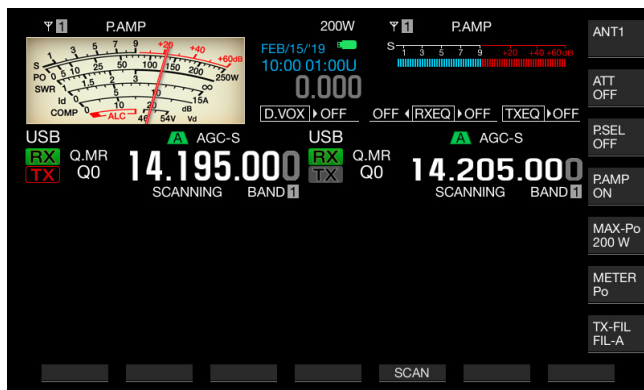 1 P.AMP 200W 1 P.AMP
FEB/15/'19
10:00 01:00U
0.000
D.VOX OFF OFF RXEQ OFF TXEQ OFF
S 1 3 5 7 9 +20 +40 +60dB
PO 0 5 10 25 50 100 150 200 250W
SWR 1 1.5 2 3 ∞
Id 0 5 10 15A
COMP 0 10 20 dB
ALC 46 54V Vd
S 1 3 5 7 9 +20 +40 +60dB
USB A AGC-S USB A AGC-S
RX Q.MR 14.195.000 RX Q.MR 14.205.000
TX Q0 TX Q0
SCANNING BAND 1 SCANNING BAND 1
ANT1
ATT
OFF
P.SEL
OFF
P.AMP
ON
MAX-Po
200 W
METER
Po
TX-FIL
FIL-A
SCAN